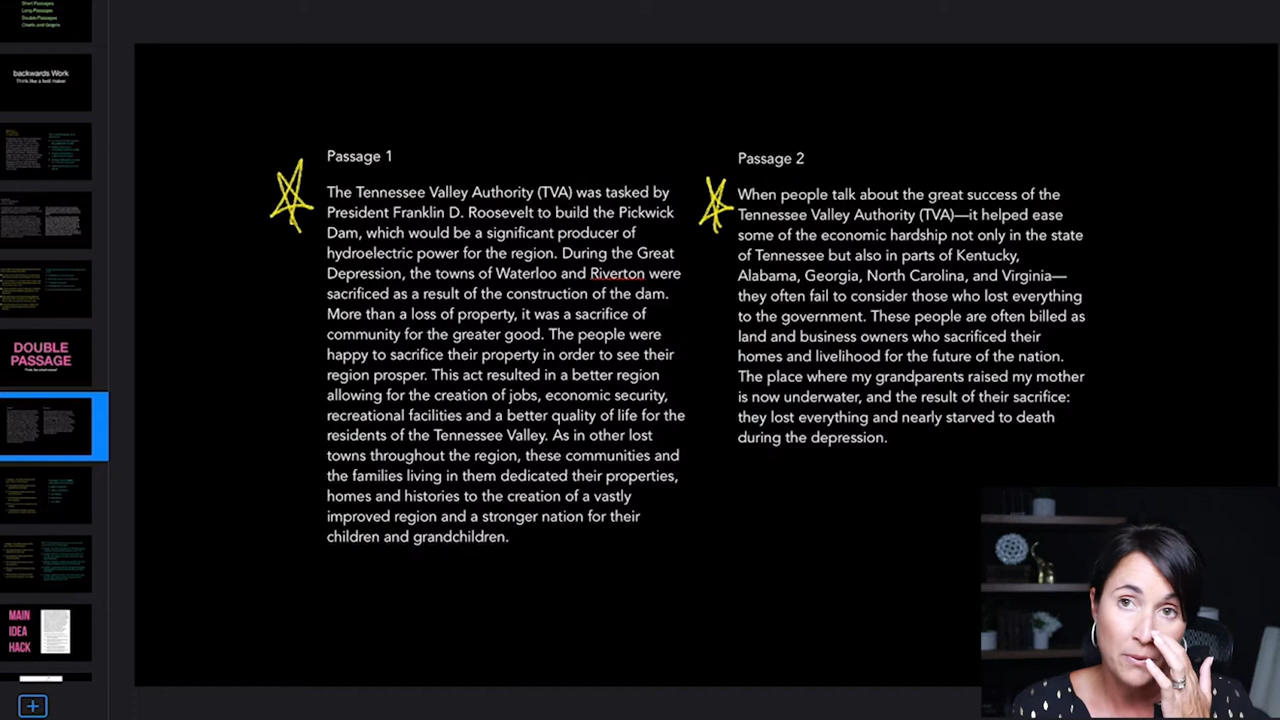 Short Passages
Long Passages
Double Passages
Charts and Graphs
backwards Work
Think like a test maker
DOUBLE
PASSAGE
MAIN
IDEA
HACK
Passage 1
The Tennessee Valley Authority (TVA) was tasked by
President Franklin D. Roosevelt to build the Pickwick
Dam, which would be a significant producer of
hydroelectric power for the region. During the Great
Depression, the towns of Waterloo and Riverton were
sacrificed as a result of the construction of the dam.
More than a loss of property, it was a sacrifice of
community for the greater good. The people were
happy to sacrifice their property in order to see their
region prosper. This act resulted in a better region
allowing for the creation of jobs, economic security,
recreational facilities and a better quality of life for the
residents of the Tennessee Valley. As in other lost
towns throughout the region, these communities and
the families living in them dedicated their properties,
homes and histories to the creation of a vastly
improved region and a stronger nation for their
children and grandchildren.
Passage 2
When people talk about the great success of the
Tennessee Valley Authority (TVA)—it helped ease
some of the economic hardship not only in the state
of Tennessee but also in parts of Kentucky,
Alabama, Georgia, North Carolina, and Virginia—
they often fail to consider those who lost everything
to the government. These people are often billed as
land and business owners who sacrificed their
homes and livelihood for the future of the nation.
The place where my grandparents raised my mother
is now underwater, and the result of their sacrifice:
they lost everything and nearly starved to death
during the depression.